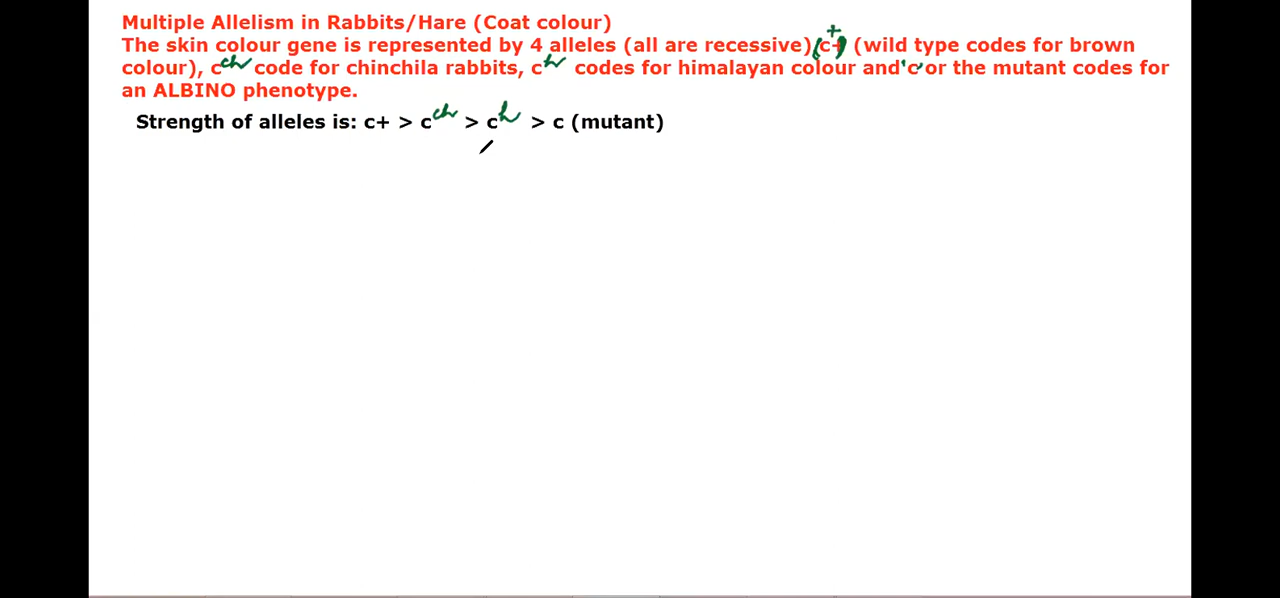 Multiple Allelism in Rabbits/Hare (Coat colour)
The skin colour gene is represented by 4 alleles (all are recessive) (c+) (wild type codes for brown
colour), c^ch code for chinchila rabbits, c^h codes for himalayan colour and 'c' or the mutant codes for
an ALBINO phenotype.
Strength of alleles is: c+ > c^ch > c^h > c (mutant)